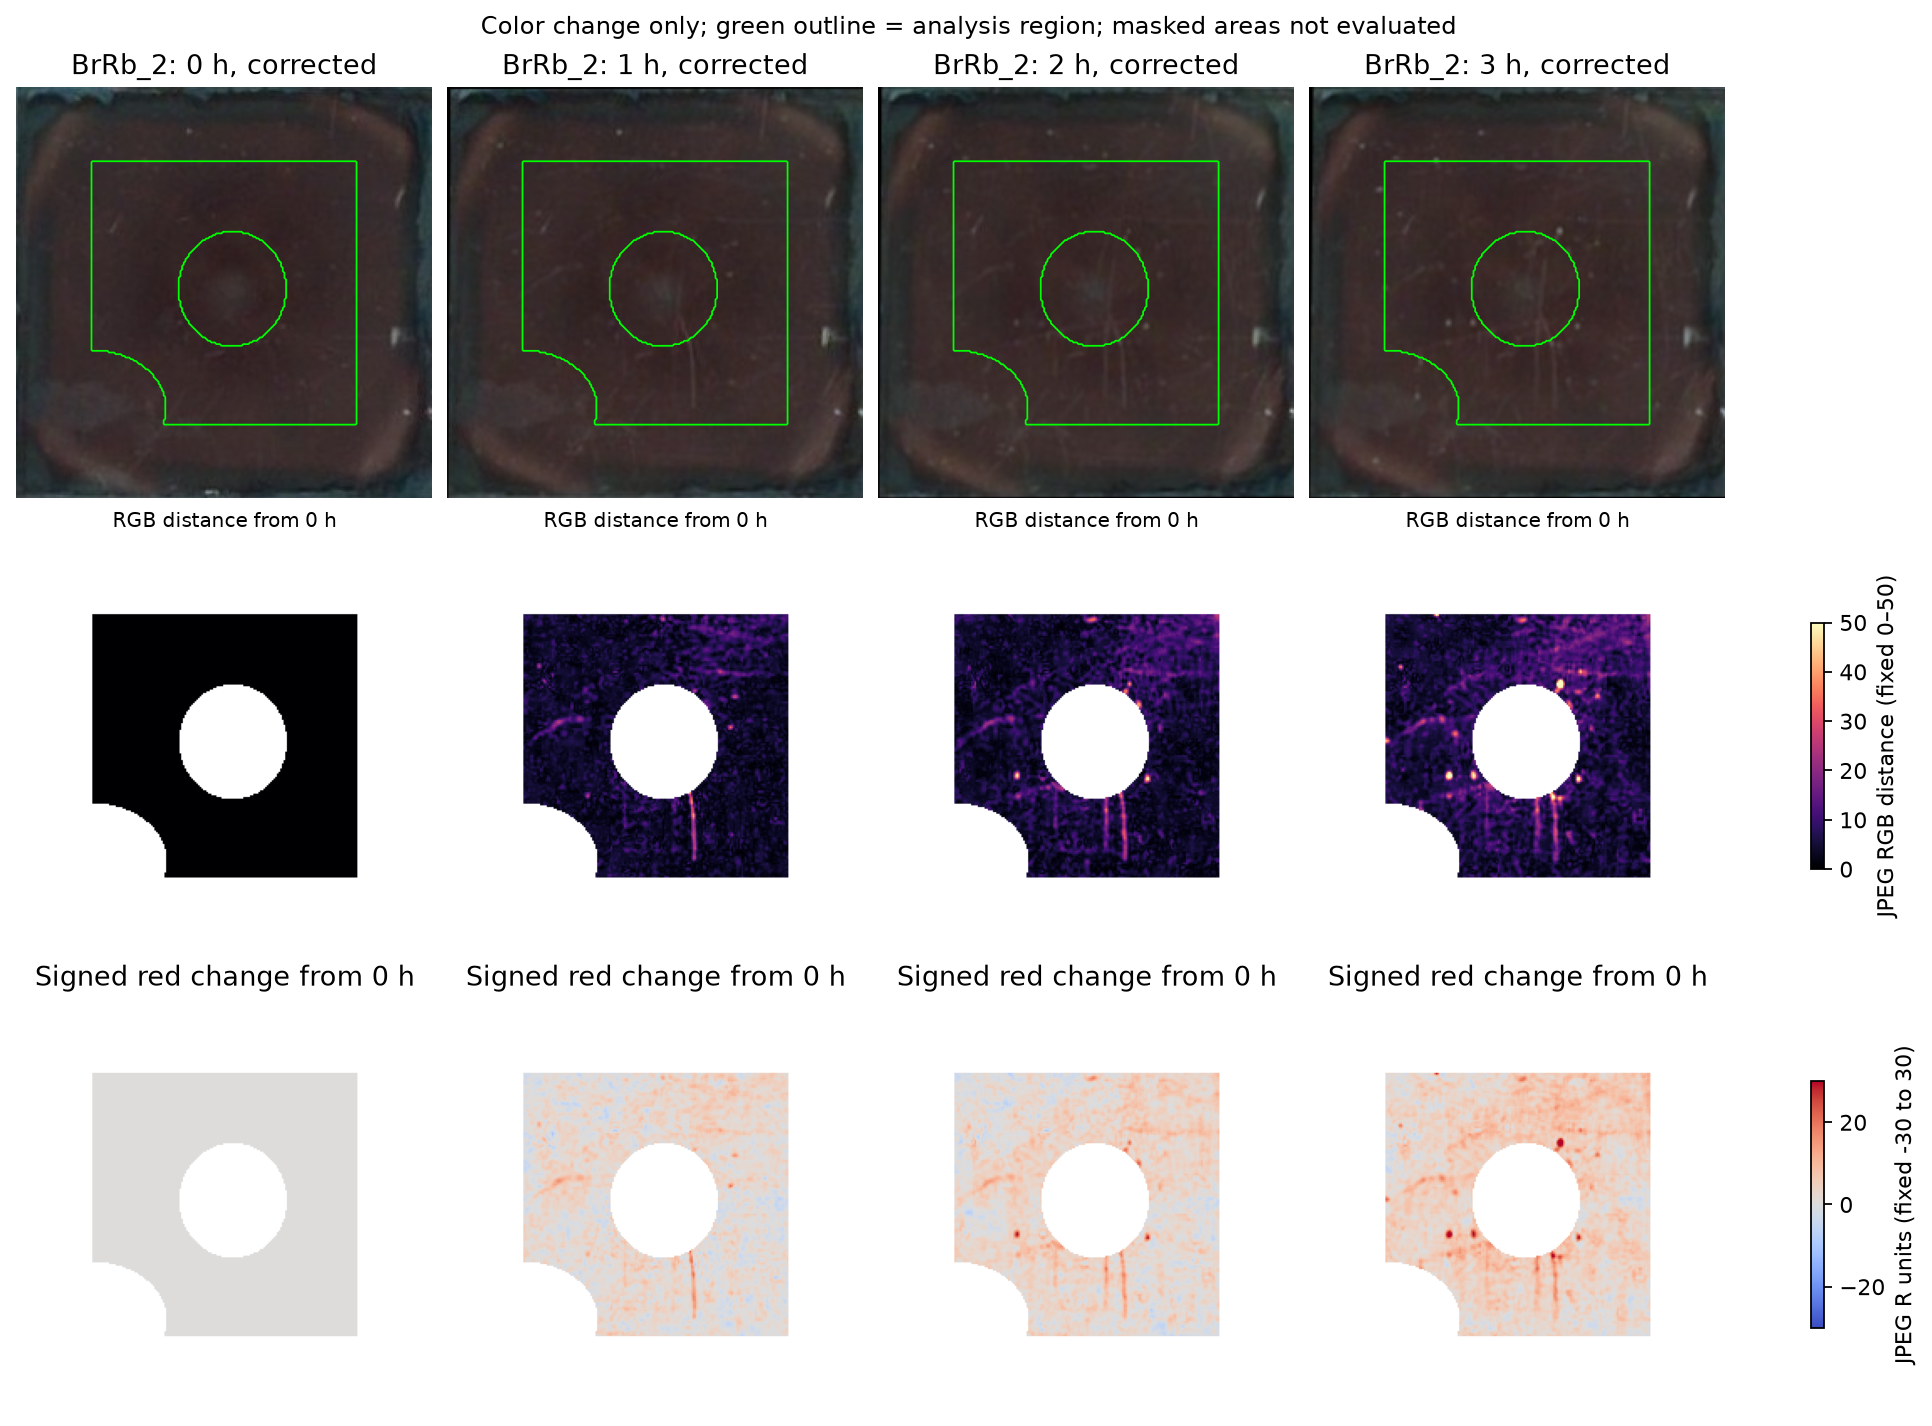 Color change only; green outline = analysis region; masked areas not evaluated
BrRb_2: 0 h, corrected
BrRb_2: 1 h, corrected
BrRb_2: 2 h, corrected
BrRb_2: 3 h, corrected
RGB distance from 0 h
RGB distance from 0 h
RGB distance from 0 h
RGB distance from 0 h
50
40
30
20
10
0
JPEG RGB distance (fixed 0–50)
Signed red change from 0 h
Signed red change from 0 h
Signed red change from 0 h
Signed red change from 0 h
20
0
−20
JPEG R units (fixed -30 to 30)